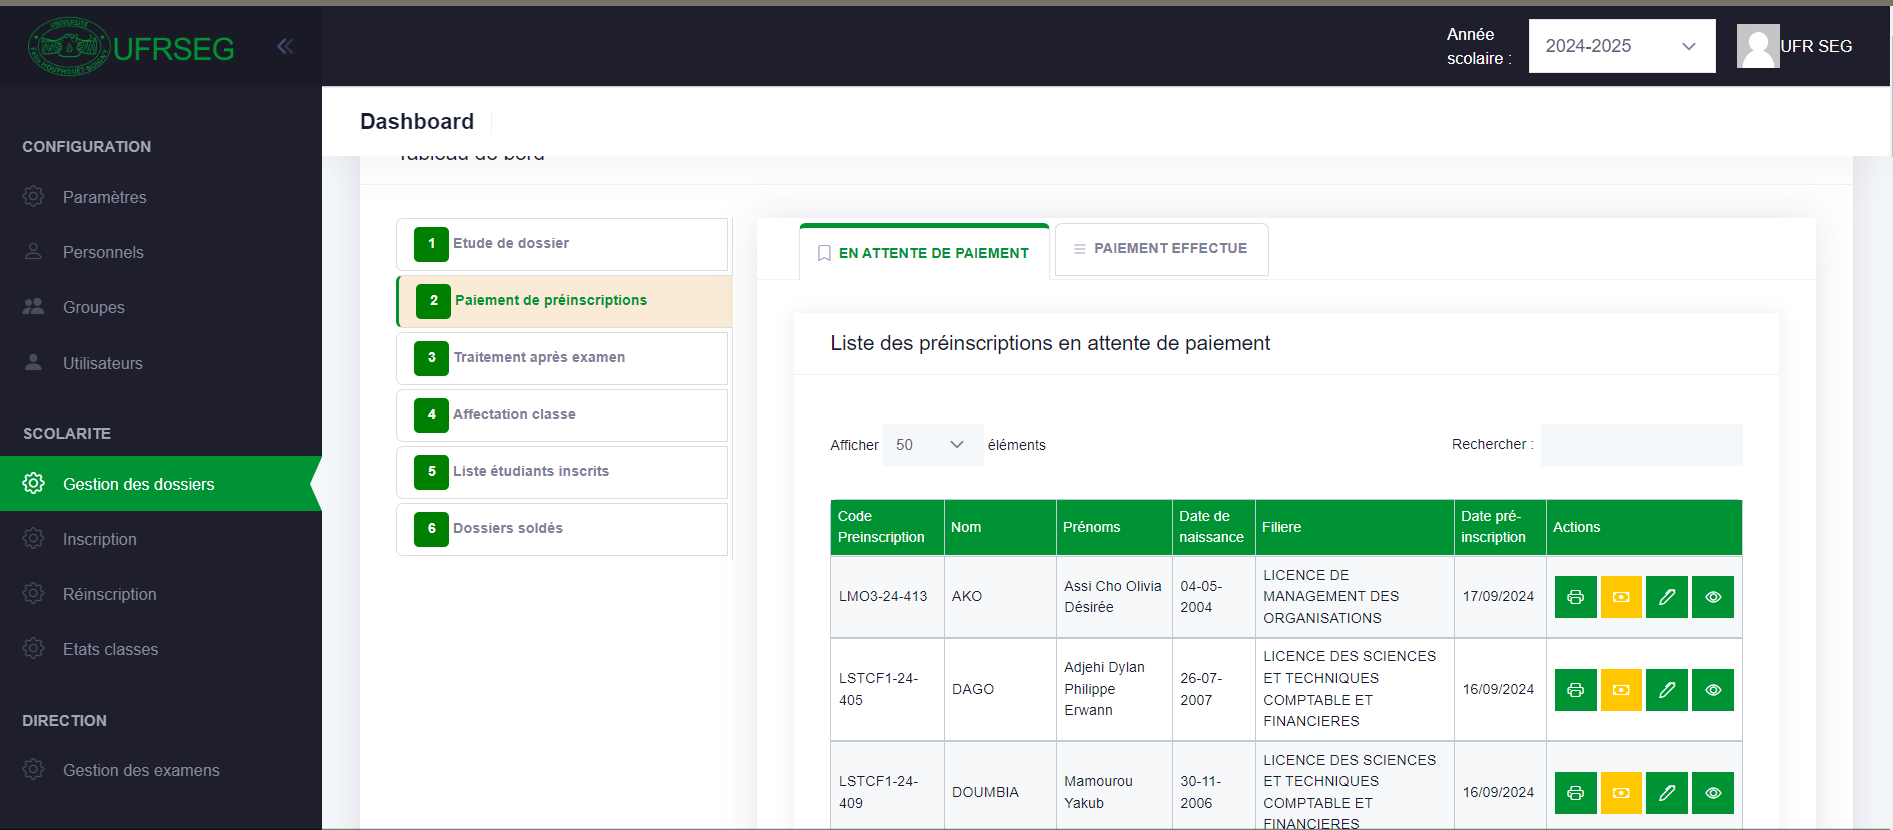 UNIVERSITE
FELIX HOUPHOUET-BOIGNY
UFRSEG
Année
scolaire :
2024-2025
UFR SEG
Dashboard
Tableau de bord
CONFIGURATION
Paramètres
Personnels
Groupes
Utilisateurs
SCOLARITE
Gestion des dossiers
Inscription
Réinscription
Etats classes
DIRECTION
Gestion des examens
1 Etude de dossier
2 Paiement de préinscriptions
3 Traitement après examen
4 Affectation classe
5 Liste étudiants inscrits
6 Dossiers soldés
EN ATTENTE DE PAIEMENT
PAIEMENT EFFECTUE
Liste des préinscriptions en attente de paiement
Afficher 50 éléments
Rechercher :
Code
Preinscription
Nom
Prénoms
Date de
naissance
Filiere
Date pré-
inscription
Actions
LMO3-24-413
AKO
Assi Cho Olivia
Désirée
04-05-
2004
LICENCE DE
MANAGEMENT DES
ORGANISATIONS
17/09/2024
LSTCF1-24-
405
DAGO
Adjehi Dylan
Philippe
Erwann
26-07-
2007
LICENCE DES SCIENCES
ET TECHNIQUES
COMPTABLE ET
FINANCIERES
16/09/2024
LSTCF1-24-
409
DOUMBIA
Mamourou
Yakub
30-11-
2006
LICENCE DES SCIENCES
ET TECHNIQUES
COMPTABLE ET
FINANCIERES
16/09/2024